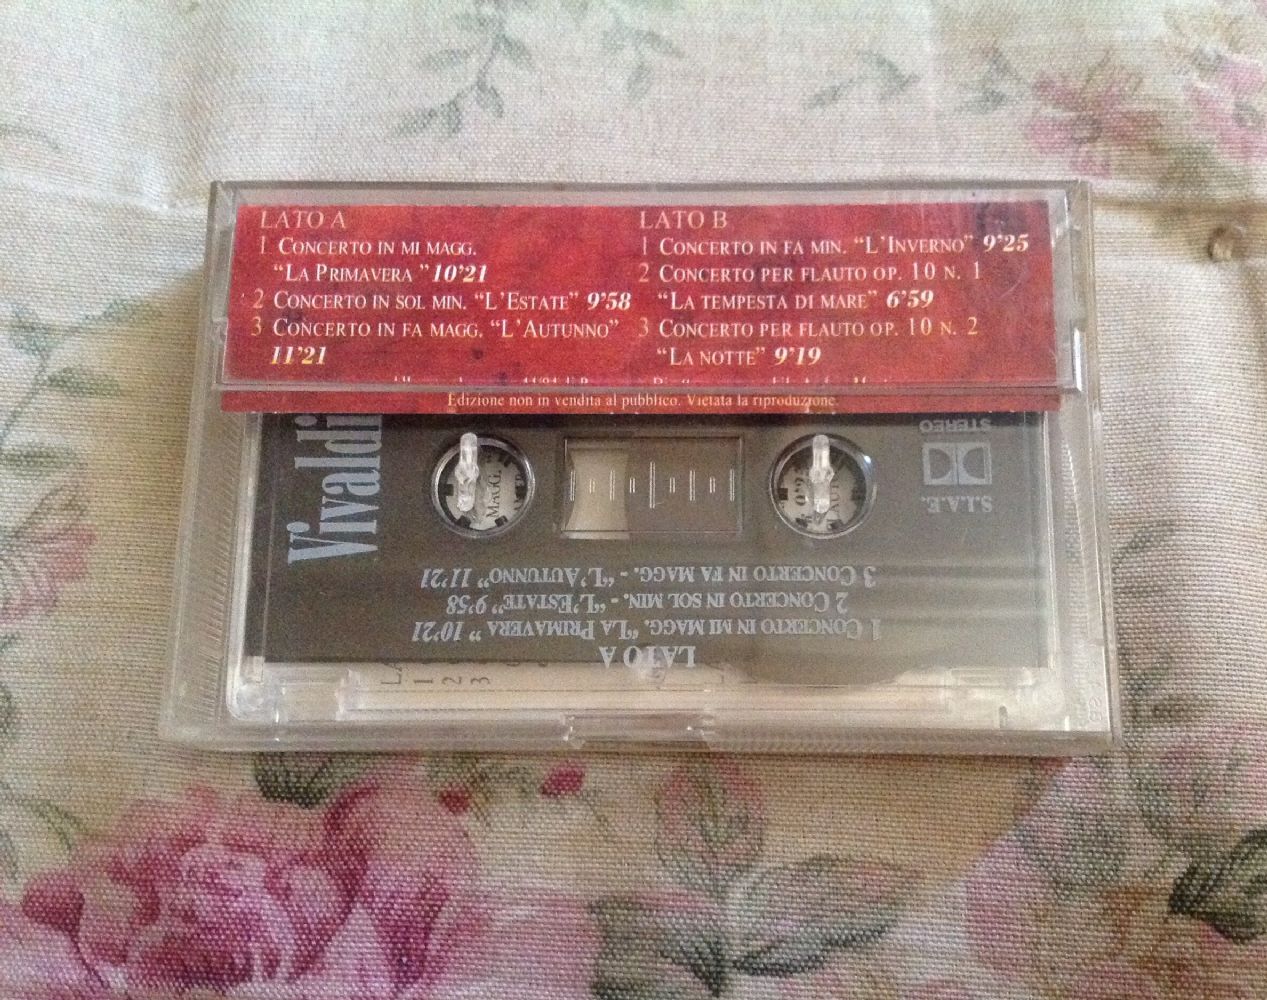 LATO A
1 CONCERTO IN MI MAGG.
"LA PRIMAVERA "10'21
2 CONCERTO IN SOL MIN. "L'ESTATE" 9'58
3 CONCERTO IN FA MAGG. "L'AUTUNNO"
11'21
LATO B
1 CONCERTO IN FA MIN. "L'INVERNO" 9'25
2 CONCERTO PER FLAUTO OP. 10 N. 1
"LA TEMPESTA DI MARE" 6'59
3 CONCERTO PER FLAUTO OP. 10 N. 2
"LA NOTTE" 9'19
Edizione non in vendita al pubblico. Vietata la riproduzione.
Vivaldi
LATO A
1 CONCERTO IN MI MAGG. "LA PRIMAVERA" 10'21
2 CONCERTO IN SOL MIN. - "L'ESTATE" 9'58
3 CONCERTO IN FA MAGG. - "L'AUTUNNO" 11'21
S.I.A.E.
STEREO
MAGG.
LA
1
2
3